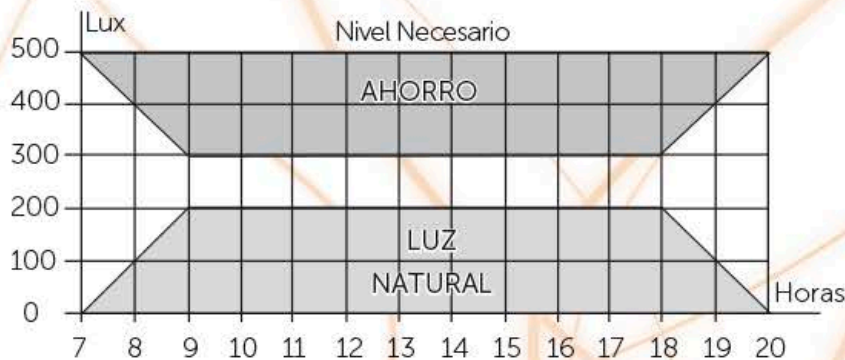 Lux
Nivel Necesario
500
AHORRO
400
300
200
LUZ
100
NATURAL
0
Horas
7 8 9 10 11 12 13 14 15 16 17 18 19 20